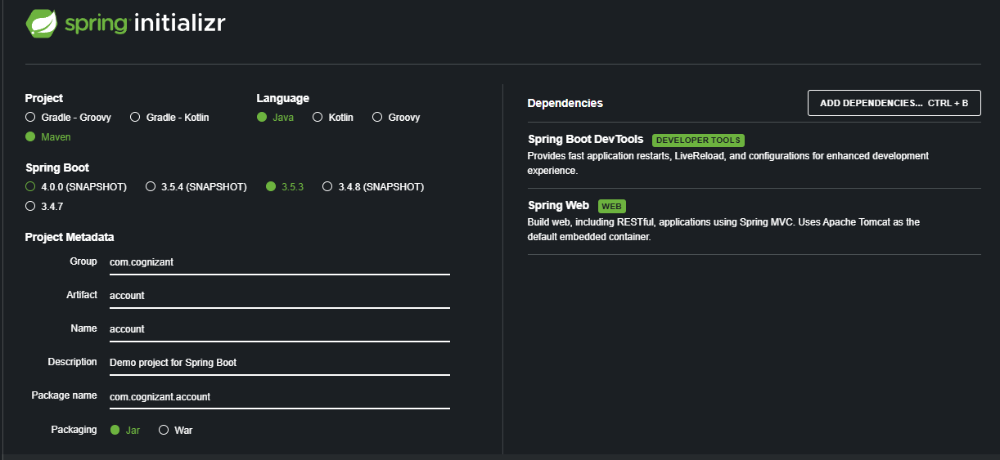 spring initializr
Project
Gradle - Groovy Gradle - Kotlin
Maven
Language
Java Kotlin Groovy
Spring Boot
4.0.0 (SNAPSHOT) 3.5.4 (SNAPSHOT) 3.5.3 3.4.8 (SNAPSHOT)
3.4.7
Project Metadata
Group com.cognizant
Artifact account
Name account
Description Demo project for Spring Boot
Package name com.cognizant.account
Packaging Jar War
Dependencies ADD DEPENDENCIES... CTRL + B
Spring Boot DevTools DEVELOPER TOOLS
Provides fast application restarts, LiveReload, and configurations for enhanced development
experience.
Spring Web WEB
Build web, including RESTful, applications using Spring MVC. Uses Apache Tomcat as the
default embedded container.